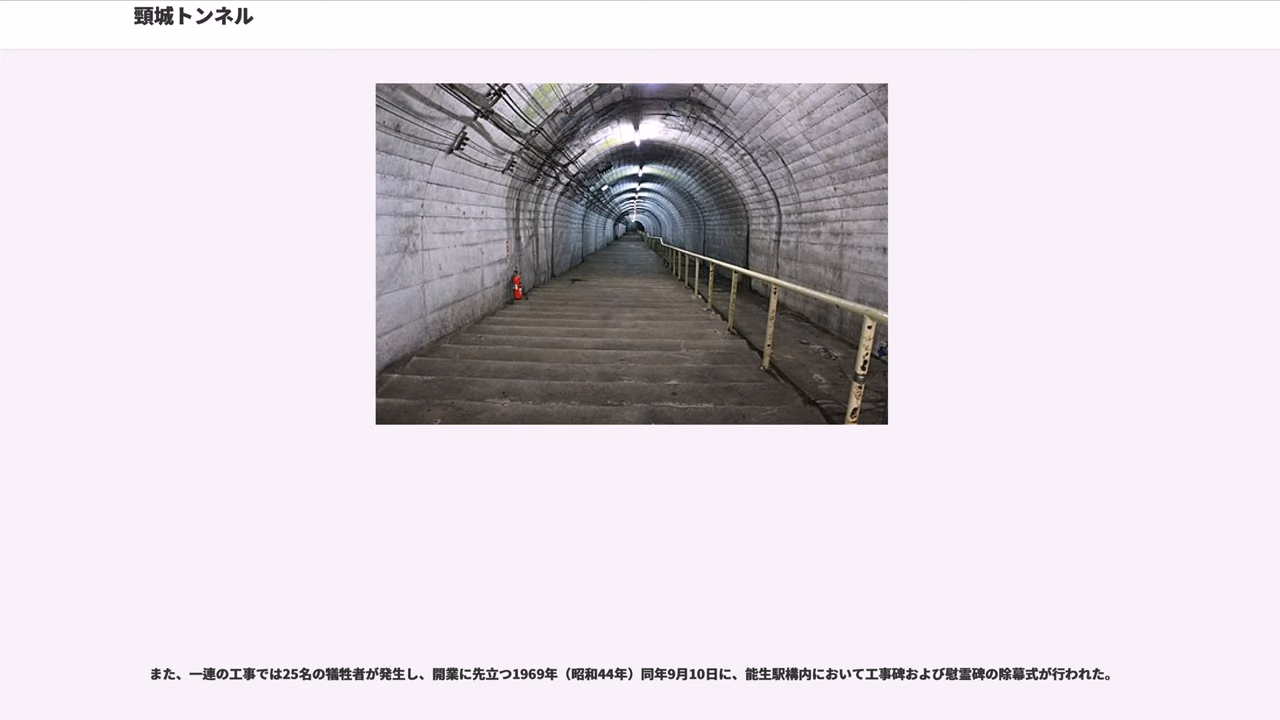 頸城トンネル
また、一連の工事では25名の犠牲者が発生し、開業に先立つ1969年（昭和44年）同年9月10日に、能生駅構内において工事碑および慰霊碑の除幕式が行われた。